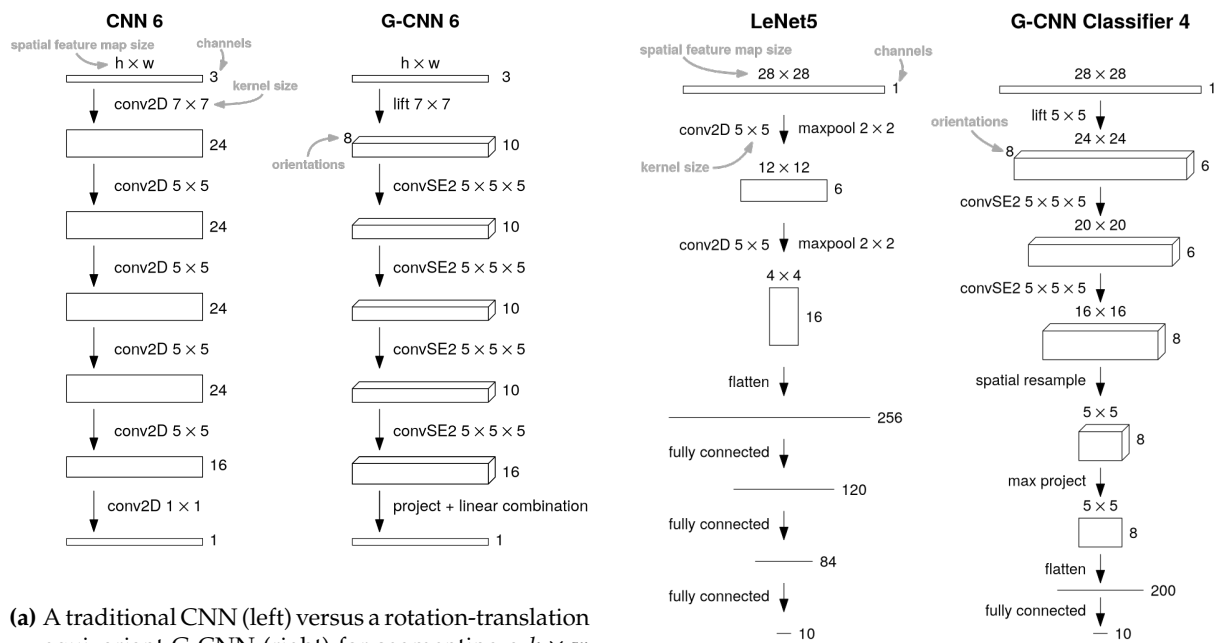 CNN 6
spatial feature map size
channels
h × w
3
conv2D 7 × 7
kernel size
24
conv2D 5 × 5
24
conv2D 5 × 5
24
conv2D 5 × 5
24
conv2D 5 × 5
16
conv2D 1 × 1
1
G-CNN 6
h × w
3
lift 7 × 7
8
orientations
10
convSE2 5 × 5 × 5
10
convSE2 5 × 5 × 5
10
convSE2 5 × 5 × 5
10
convSE2 5 × 5 × 5
16
project + linear combination
1
(a) A traditional CNN (left) versus a rotation-translation
LeNet5
spatial feature map size
channels
28 × 28
1
conv2D 5 × 5 maxpool 2 × 2
kernel size
12 × 12
6
conv2D 5 × 5 maxpool 2 × 2
4 × 4
16
flatten
256
fully connected
120
fully connected
84
fully connected
10
G-CNN Classifier 4
28 × 28
1
lift 5 × 5
orientations
24 × 24
8
6
convSE2 5 × 5 × 5
20 × 20
6
convSE2 5 × 5 × 5
16 × 16
8
spatial resample
5 × 5
8
max project
5 × 5
8
flatten
200
fully connected
10